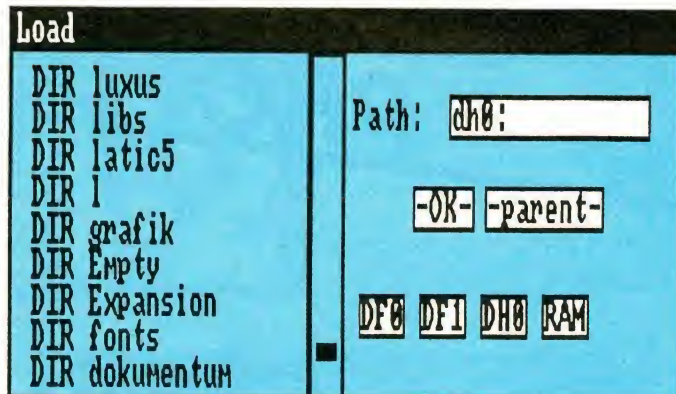 Load
DIR luxus
DIR libs
DIR latic5
DIR l
DIR grafik
DIR Empty
DIR Expansion
DIR fonts
DIR dokumentum
Path: dh0:
-OK- -parent-
DF0 DF1 DH0 RAM